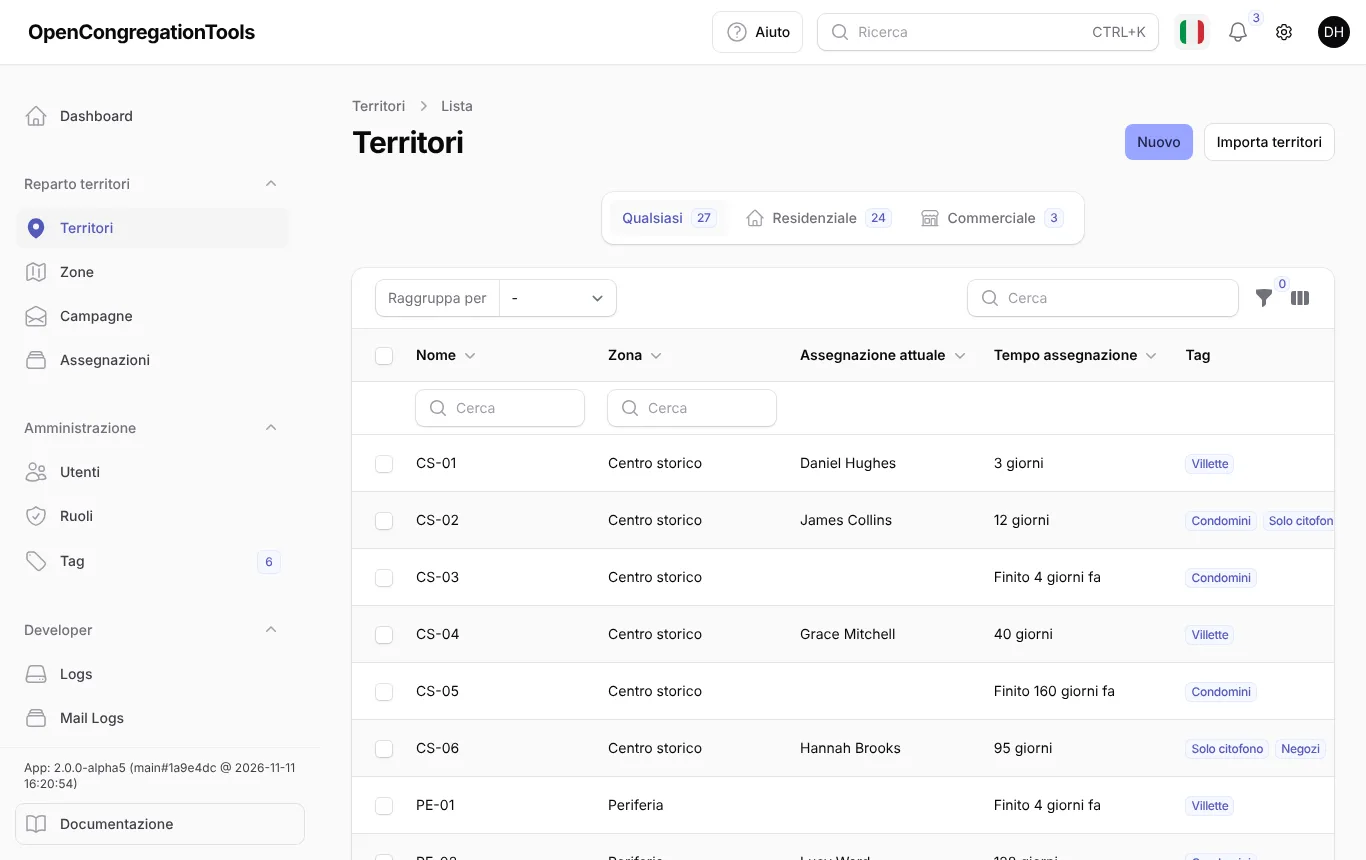 OpenCongregationTools
Aiuto
Ricerca
CTRL+K
3
DH
Dashboard
Reparto territori
Territori
Zone
Campagne
Assegnazioni
Amministrazione
Utenti
Ruoli
Tag 6
Developer
Logs
Mail Logs
App: 2.0.0-alpha5 (main#1a9e4dc @ 2026-11-11
16:20:54)
Documentazione
Territori > Lista
Territori
Nuovo
Importa territori
Qualsiasi 27
Residenziale 24
Commerciale 3
Raggruppa per -
Cerca
0
Nome Zona Assegnazione attuale Tempo assegnazione Tag
Cerca Cerca
CS-01 Centro storico Daniel Hughes 3 giorni Villette
CS-02 Centro storico James Collins 12 giorni Condomini Solo citofon
CS-03 Centro storico Finito 4 giorni fa Condomini
CS-04 Centro storico Grace Mitchell 40 giorni Villette
CS-05 Centro storico Finito 160 giorni fa Condomini
CS-06 Centro storico Hannah Brooks 95 giorni Solo citofono Negozi
PE-01 Periferia Finito 4 giorni fa Villette